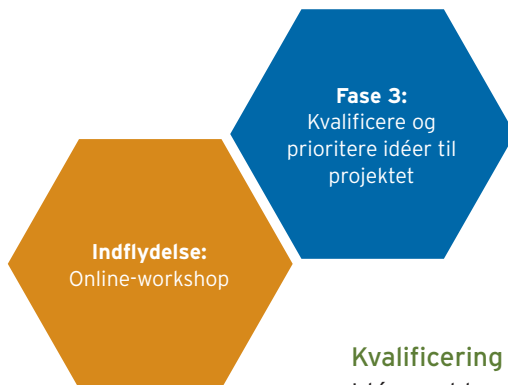 Fase 3:
Kvalificere og
prioritere idéer til
projektet
Indflydelse:
Online-workshop
Kvalificering